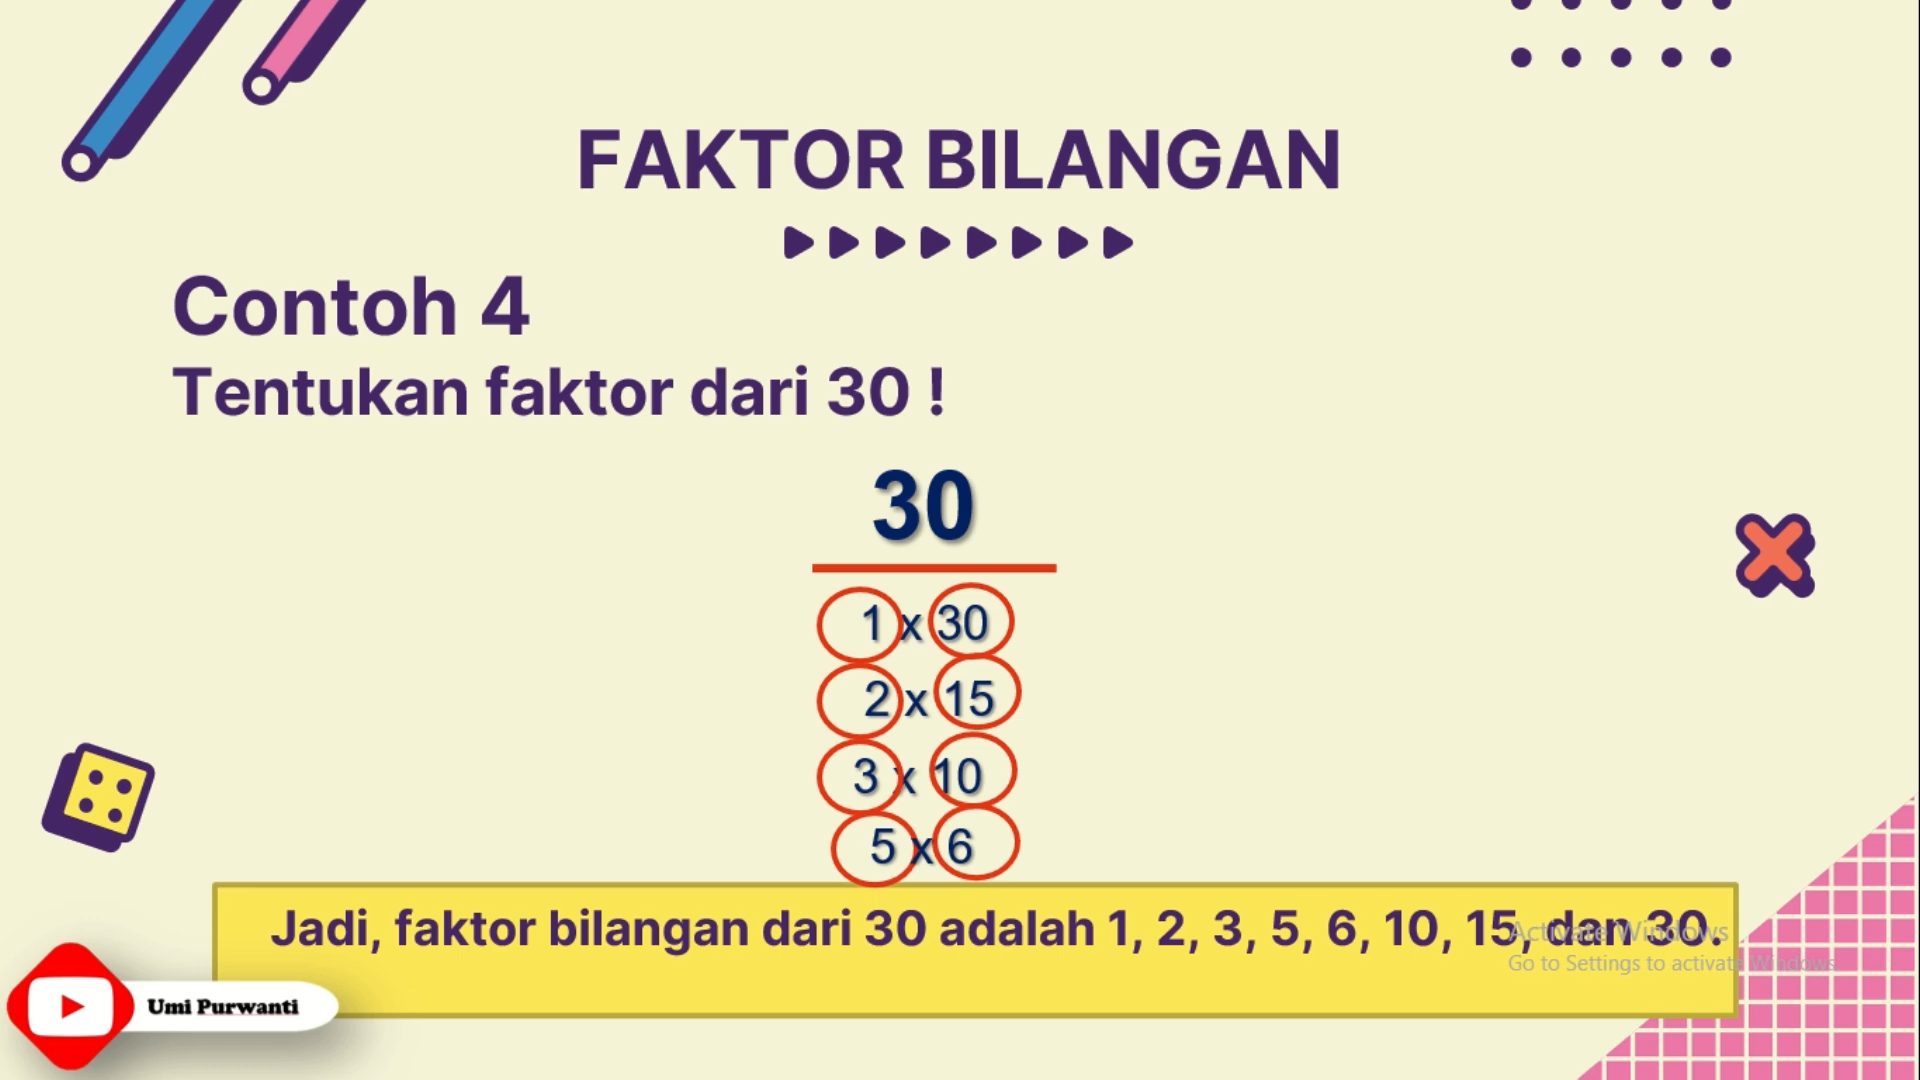 FAKTOR BILANGAN
Contoh 4
Tentukan faktor dari 30 !
30
1 x 30
2 x 15
3 x 10
5 x 6
Jadi, faktor bilangan dari 30 adalah 1, 2, 3, 5, 6, 10, 15, dan 30.
Activate Windows
Go to Settings to activate Windows.
Umi Purwanti